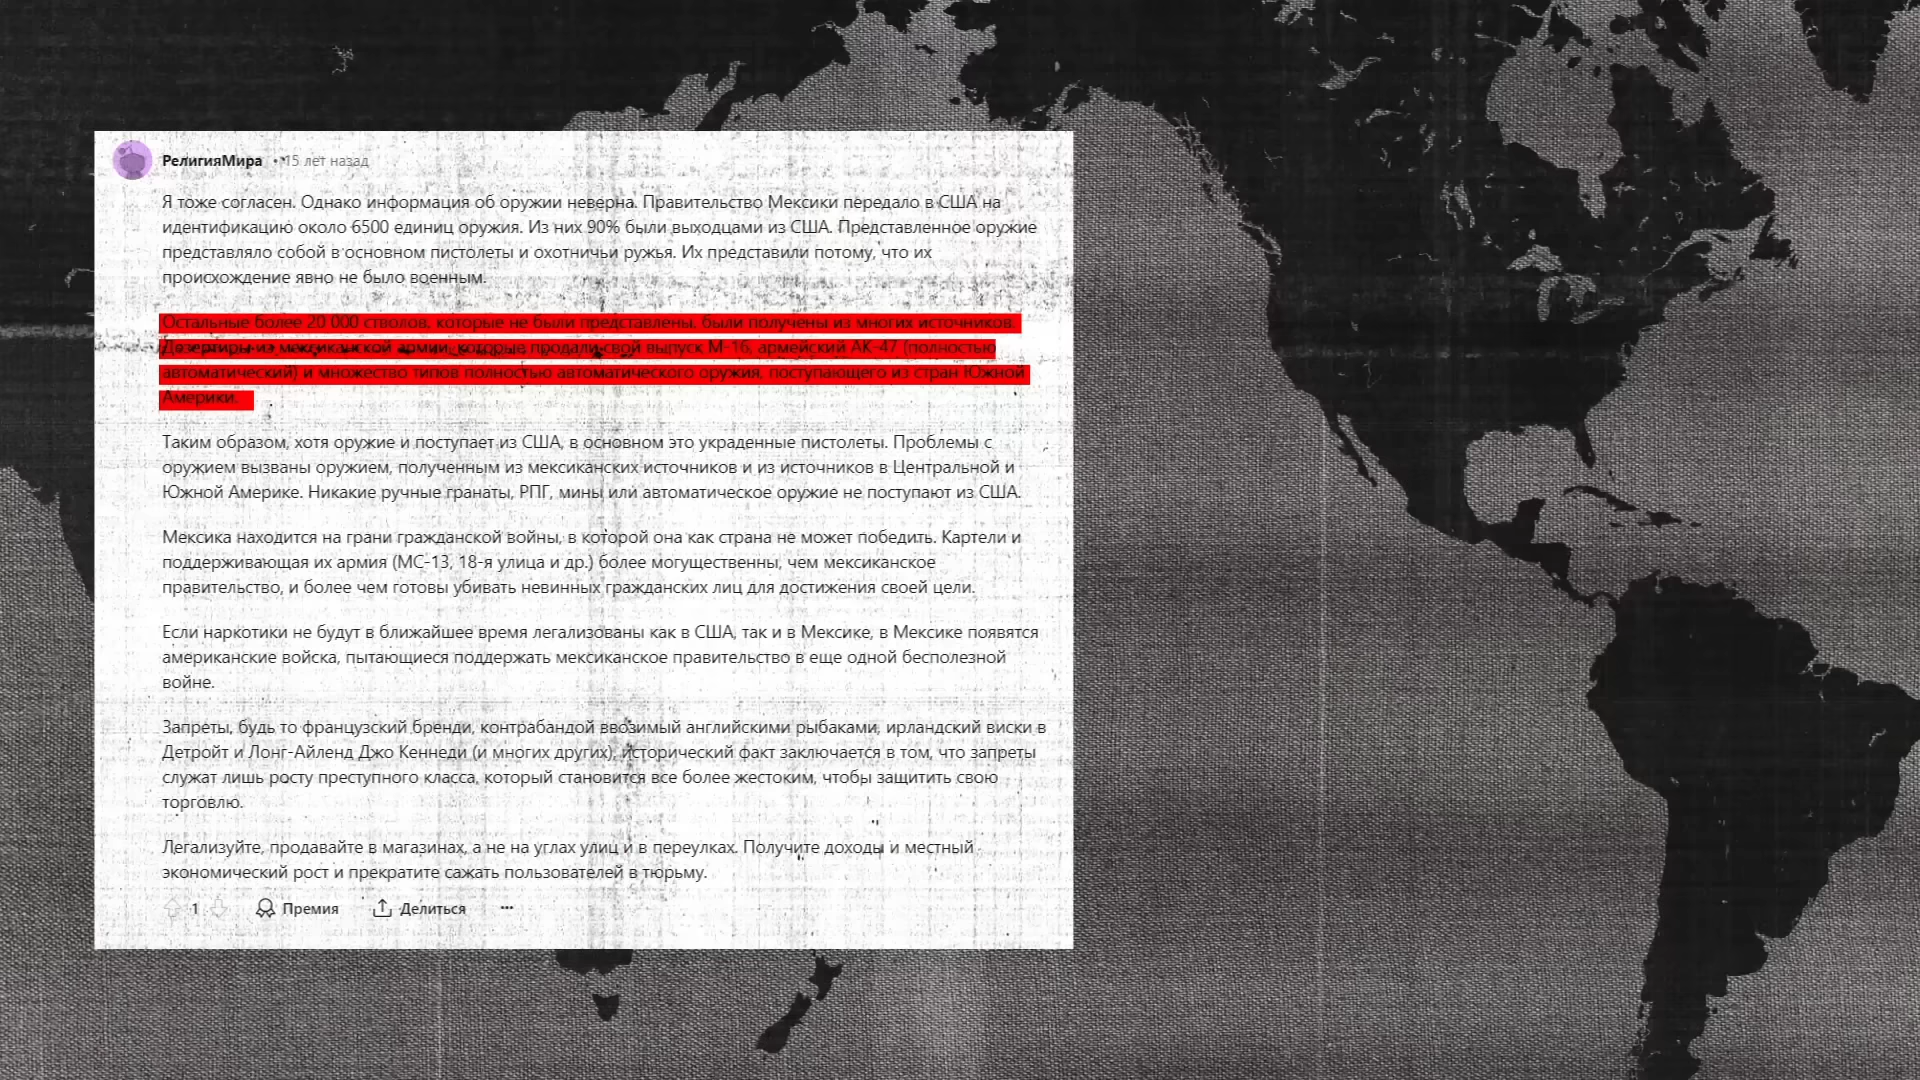 РелигияМира • 15 лет назад
Я тоже согласен. Однако информация об оружии неверна. Правительство Мексики передало в США на
идентификацию около 6500 единиц оружия. Из них 90% были выходцами из США. Представленное оружие
представляло собой в основном пистолеты и охотничьи ружья. Их представили потому, что их
происхождение явно не было военным.
Остальные более 20 000 стволов, которые не были представлены, были получены из многих источников.
Дезертиры из мексиканской армии, которые продали свой выпуск М-16, армейский АК-47 (полностью
автоматический) и множество типов полностью автоматического оружия, поступающего из стран Южной
Америки.
Таким образом, хотя оружие и поступает из США, в основном это украденные пистолеты. Проблемы с
оружием вызваны оружием, полученным из мексиканских источников и из источников в Центральной и
Южной Америке. Никакие ручные гранаты, РПГ, мины или автоматическое оружие не поступают из США.
Мексика находится на грани гражданской войны, в которой она как страна не может победить. Картели и
поддерживающая их армия (МС-13, 18-я улица и др.) более могущественны, чем мексиканское
правительство, и более чем готовы убивать невинных гражданских лиц для достижения своей цели.
Если наркотики не будут в ближайшее время легализованы как в США, так и в Мексике, в Мексике появятся
американские войска, пытающиеся поддержать мексиканское правительство в еще одной бесполезной
войне.
Запреты, будь то французский бренди, контрабандой ввозимый английскими рыбаками, ирландский виски в
Детройт и Лонг-Айленд Джо Кеннеди (и многих других), исторический факт заключается в том, что запреты
служат лишь росту преступного класса, который становится все более жестоким, чтобы защитить свою
торговлю.
Легализуйте, продавайте в магазинах, а не на углах улиц и в переулках. Получите доходы и местный
экономический рост и прекратите сажать пользователей в тюрьму.
1 Премия Делиться ···